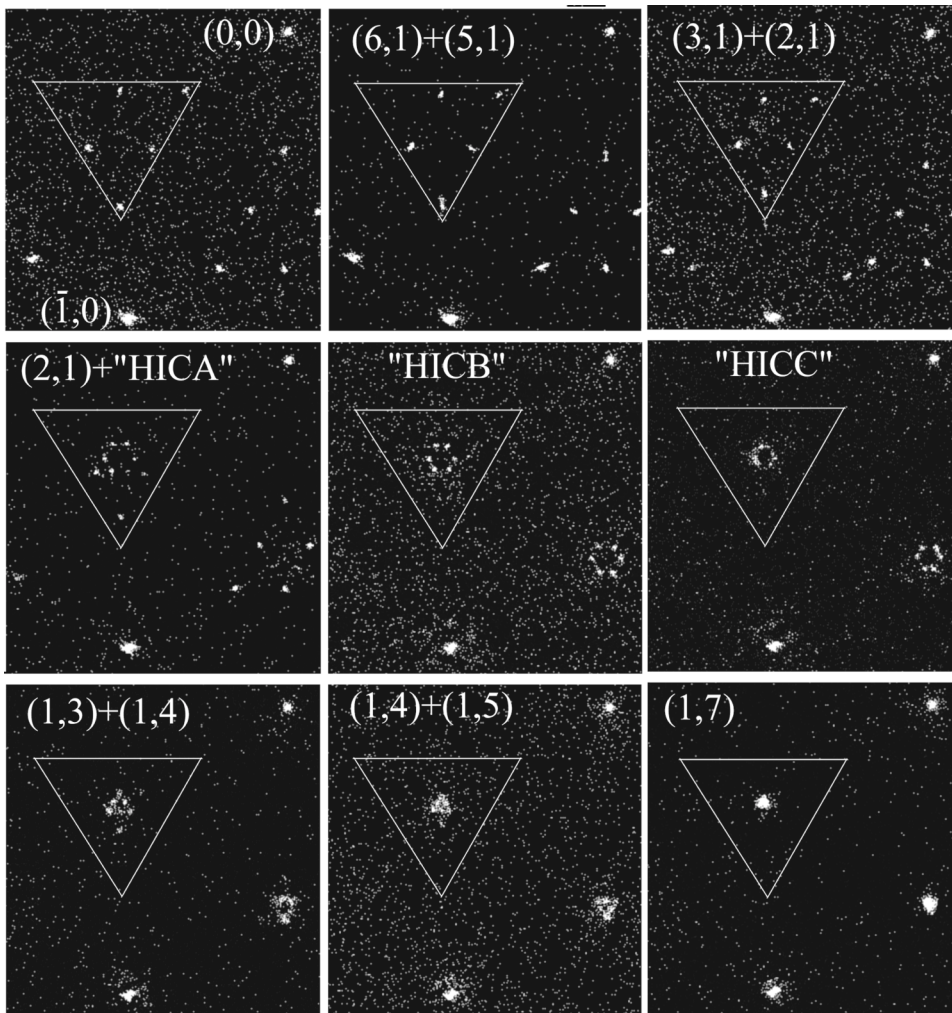 (0,0)
(6,1)+(5,1)
(3,1)+(2,1)
(1̄,0)
(2,1)+"HICA"
"HICB"
"HICC"
(1,3)+(1,4)
(1,4)+(1,5)
(1,7)